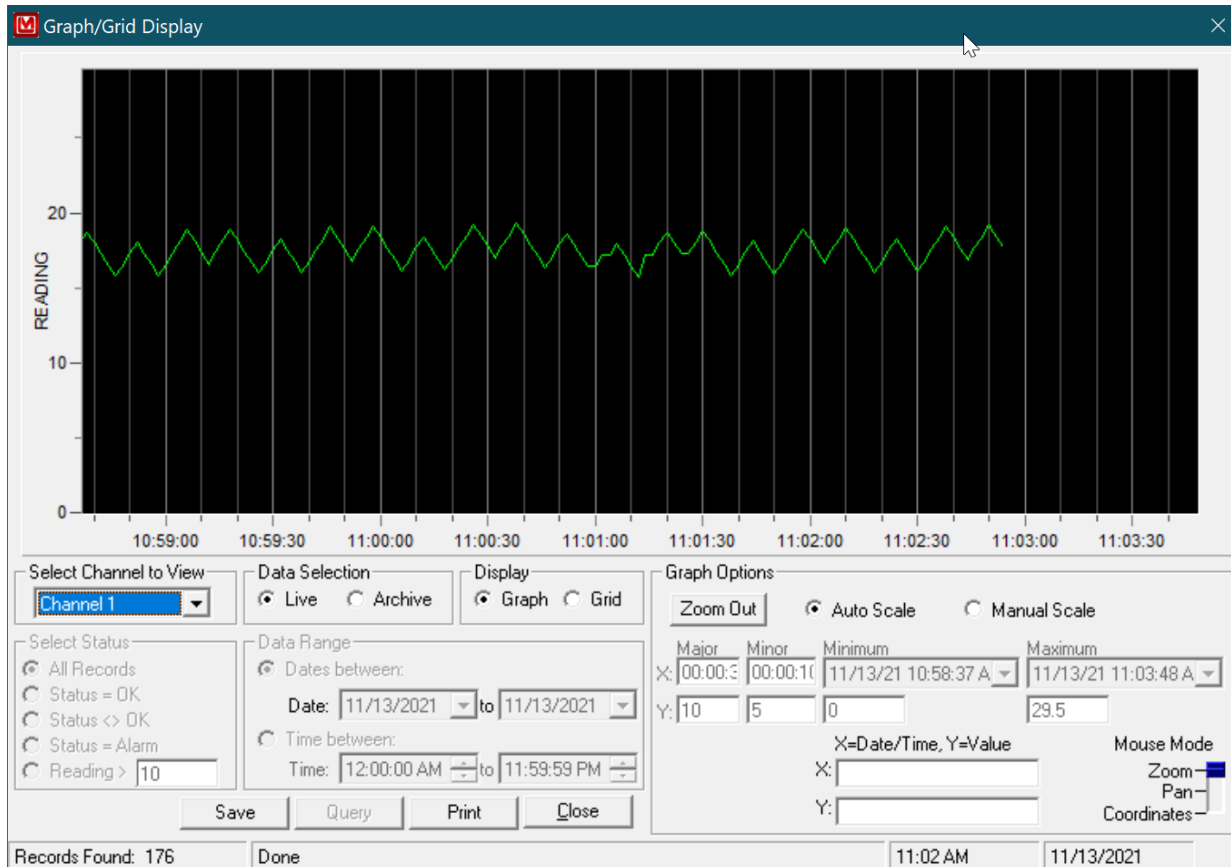 Graph/Grid Display
READING
20
10
0
10:59:00 10:59:30 11:00:00 11:00:30 11:01:00 11:01:30 11:02:00 11:02:30 11:03:00 11:03:30
Select Channel to View
Channel 1
Data Selection
Live Archive
Display
Graph Grid
Graph Options
Zoom Out Auto Scale Manual Scale
Select Status
All Records
Status = OK
Status <> OK
Status = Alarm
Reading > 10
Data Range
Dates between:
Date: 11/13/2021 to 11/13/2021
Time between:
Time: 12:00:00 AM to 11:59:59 PM
Major Minor Minimum Maximum
X: 00:00:3 00:00:1( 11/13/21 10:58:37 A 11/13/21 11:03:48 A
Y: 10 5 0 29.5
X=Date/Time, Y=Value
X:
Y:
Mouse Mode
Zoom
Pan
Coordinates
Save Query Print Close
Records Found: 176 Done 11:02 AM 11/13/2021